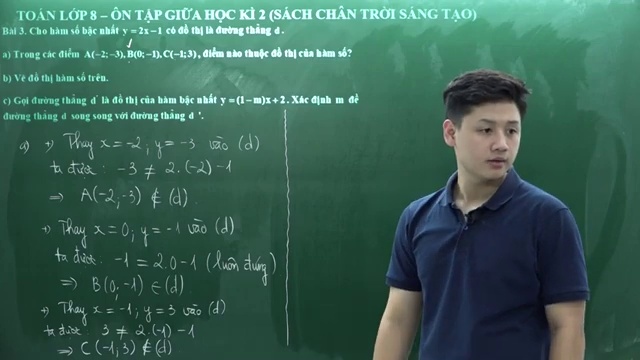 TOÁN LỚP 8 – ÔN TẬP GIỮA HỌC KÌ 2 (SÁCH CHÂN TRỜI SÁNG TẠO)
Bài 3. Cho hàm số bậc nhất y = 2x − 1 có đồ thị là đường thẳng d.
a) Trong các điểm A(−2; −3), B(0; −1), C(−1; 3), điểm nào thuộc đồ thị của hàm số?
b) Vẽ đồ thị hàm số trên.
c) Gọi đường thẳng d' là đồ thị của hàm bậc nhất y = (1 − m)x + 2. Xác định m để
đường thẳng d song song với đường thẳng d '.
a) +) Thay x = −2; y = −3 vào (d)
ta được: −3 ≠ 2.(−2) −1
⇒ A(−2; −3) ∉ (d).
+) Thay x = 0; y = −1 vào (d)
ta được: −1 = 2.0 −1 (luôn đúng)
⇒ B(0; −1) ∈ (d)
+) Thay x = −1; y = 3 vào (d)
ta được: 3 ≠ 2.(−1) −1
⇒ C(−1; 3) ∉ (d)